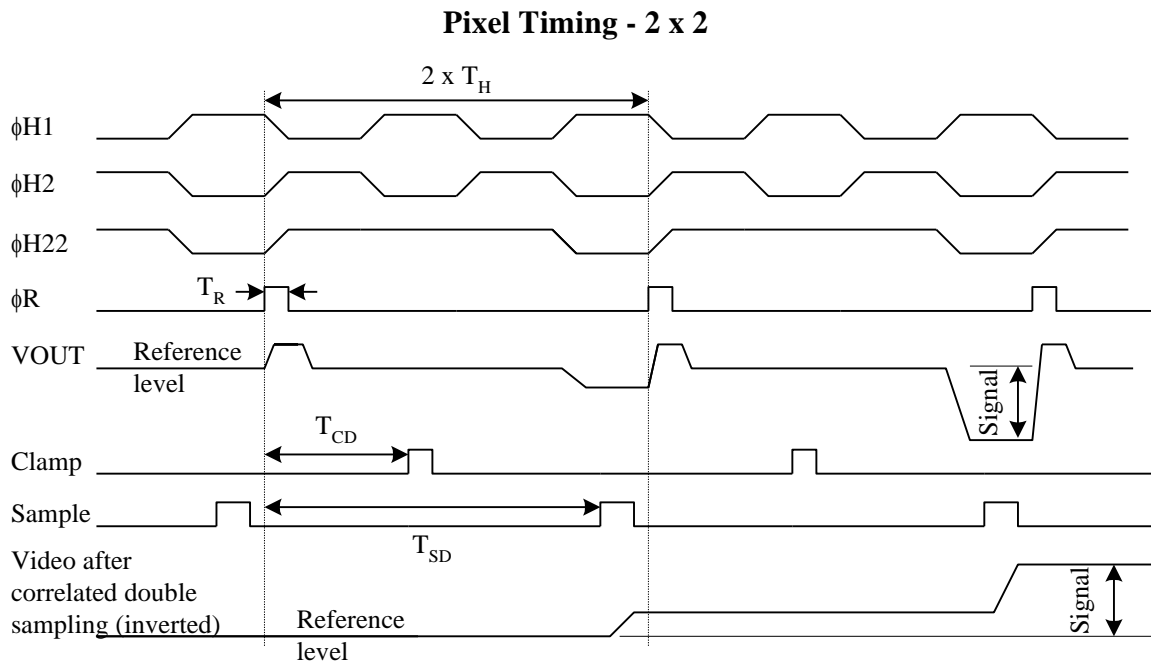 Pixel Timing - 2 x 2
2 x T_H
ϕH1
ϕH2
ϕH22
ϕR
T_R
VOUT
Reference
level
Signal
T_CD
Clamp
Sample
T_SD
Video after
correlated double
sampling (inverted)
Reference
level
Signal